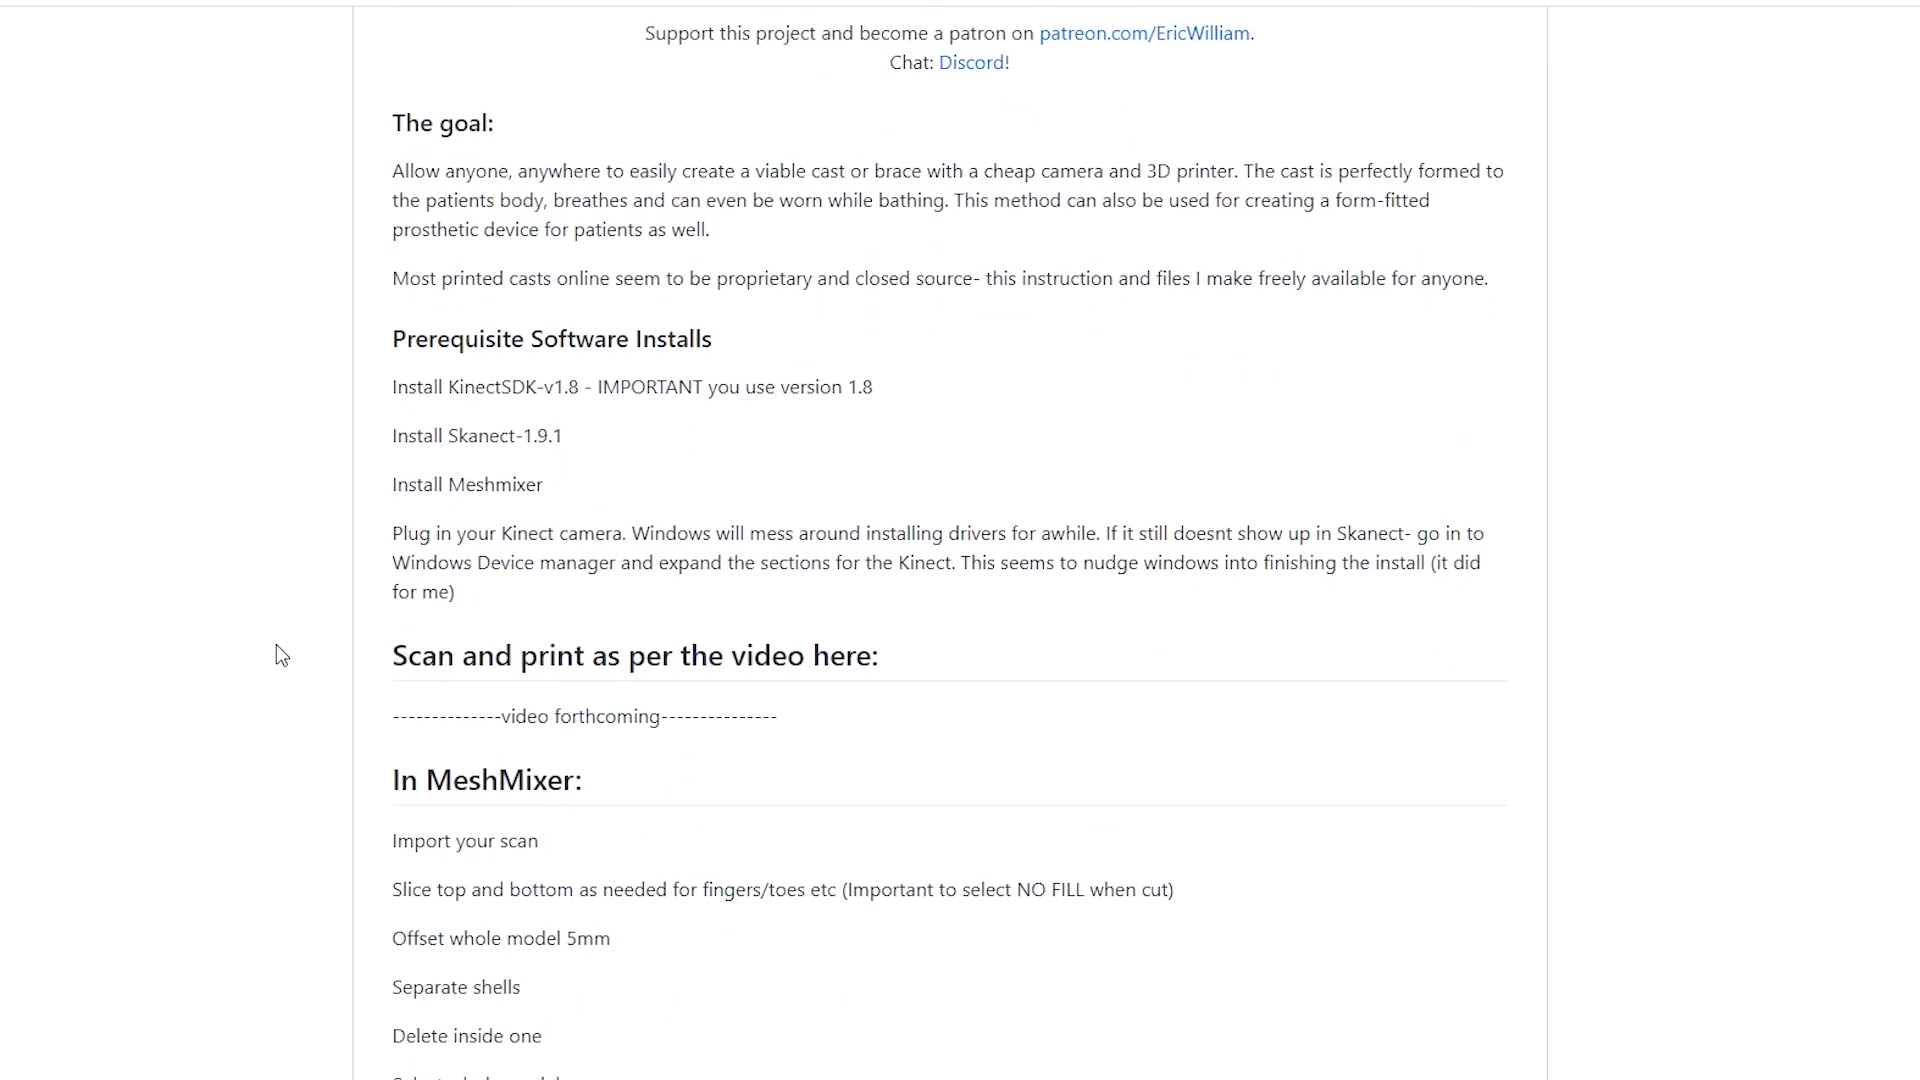 Support this project and become a patron on patreon.com/EricWilliam.
Chat: Discord!
The goal:
Allow anyone, anywhere to easily create a viable cast or brace with a cheap camera and 3D printer. The cast is perfectly formed to
the patients body, breathes and can even be worn while bathing. This method can also be used for creating a form-fitted
prosthetic device for patients as well.
Most printed casts online seem to be proprietary and closed source- this instruction and files I make freely available for anyone.
Prerequisite Software Installs
Install KinectSDK-v1.8 - IMPORTANT you use version 1.8
Install Skanect-1.9.1
Install Meshmixer
Plug in your Kinect camera. Windows will mess around installing drivers for awhile. If it still doesnt show up in Skanect- go in to
Windows Device manager and expand the sections for the Kinect. This seems to nudge windows into finishing the install (it did
for me)
Scan and print as per the video here:
--------------video forthcoming---------------
In MeshMixer:
Import your scan
Slice top and bottom as needed for fingers/toes etc (Important to select NO FILL when cut)
Offset whole model 5mm
Separate shells
Delete inside one